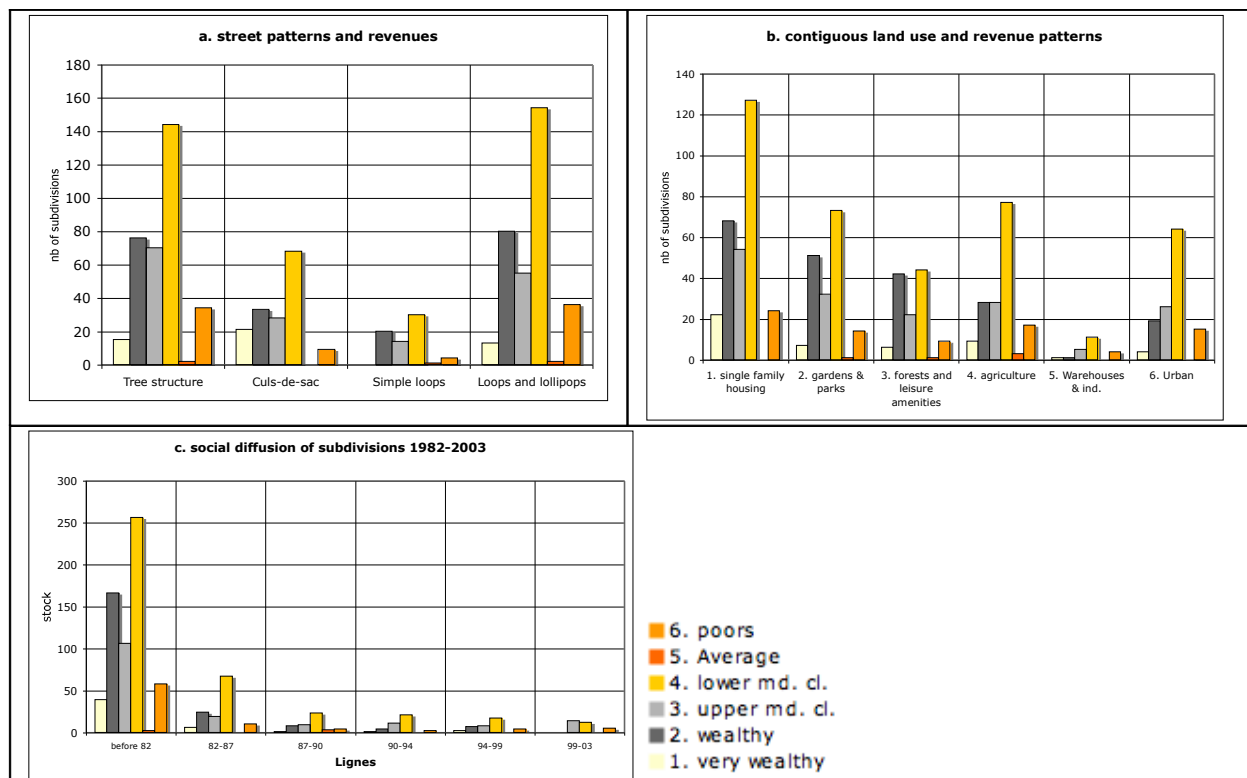 a. street patterns and revenues
180
160
140
120
100
80
60
40
20
0
nb of subdivisions
Tree structure
Culs-de-sac
Simple loops
Loops and lollipops
b. contiguous land use and revenue patterns
140
120
100
80
60
40
20
0
nb of subdivisions
1. single family
housing
2. gardens &
parks
3. forests and
leisure
amenities
4. agriculture
5. Warehouses
& ind.
6. Urban
c. social diffusion of subdivisions 1982-2003
300
250
200
150
100
50
0
stock
before 82
82-87
87-90
90-94
94-99
99-03
Lignes
6. poors
5. Average
4. lower md. cl.
3. upper md. cl.
2. wealthy
1. very wealthy